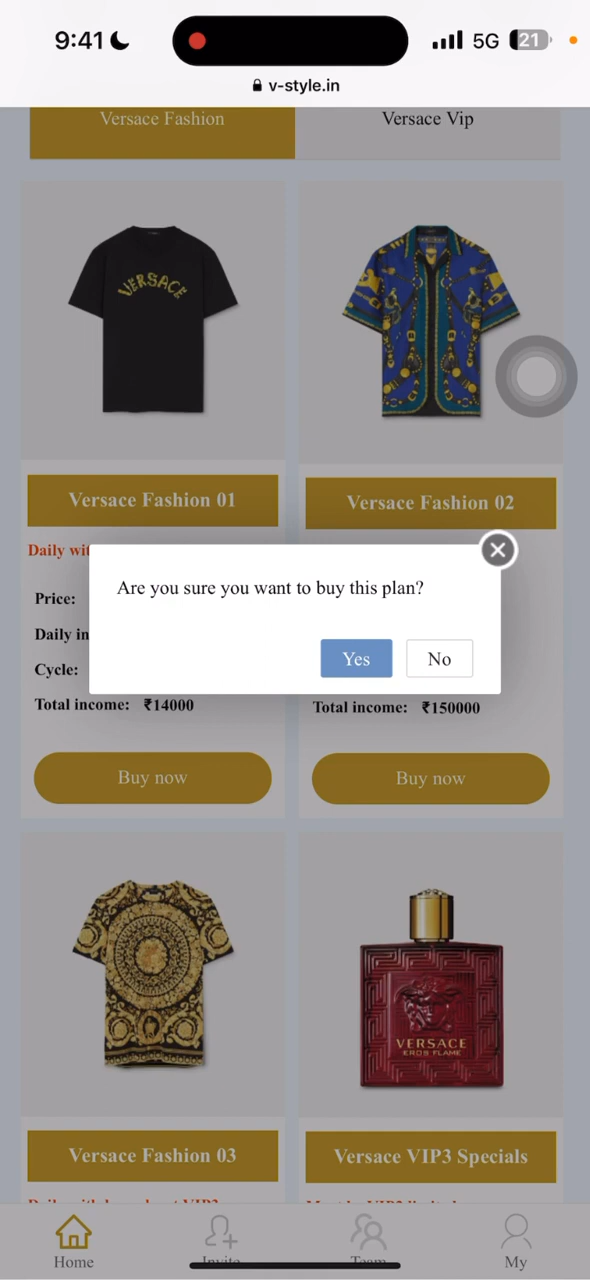 9:41
5G
21
v-style.in
Versace Fashion
Versace Vip
VERSACE
Versace Fashion 01
Versace Fashion 02
Daily wit
Are you sure you want to buy this plan?
Price:
Daily in
Cycle:
Yes
No
Total income: ₹14000
Total income: ₹150000
Buy now
Buy now
VERSACE
EROS FLAME
Versace Fashion 03
Versace VIP3 Specials
Home
Invite
Team
My